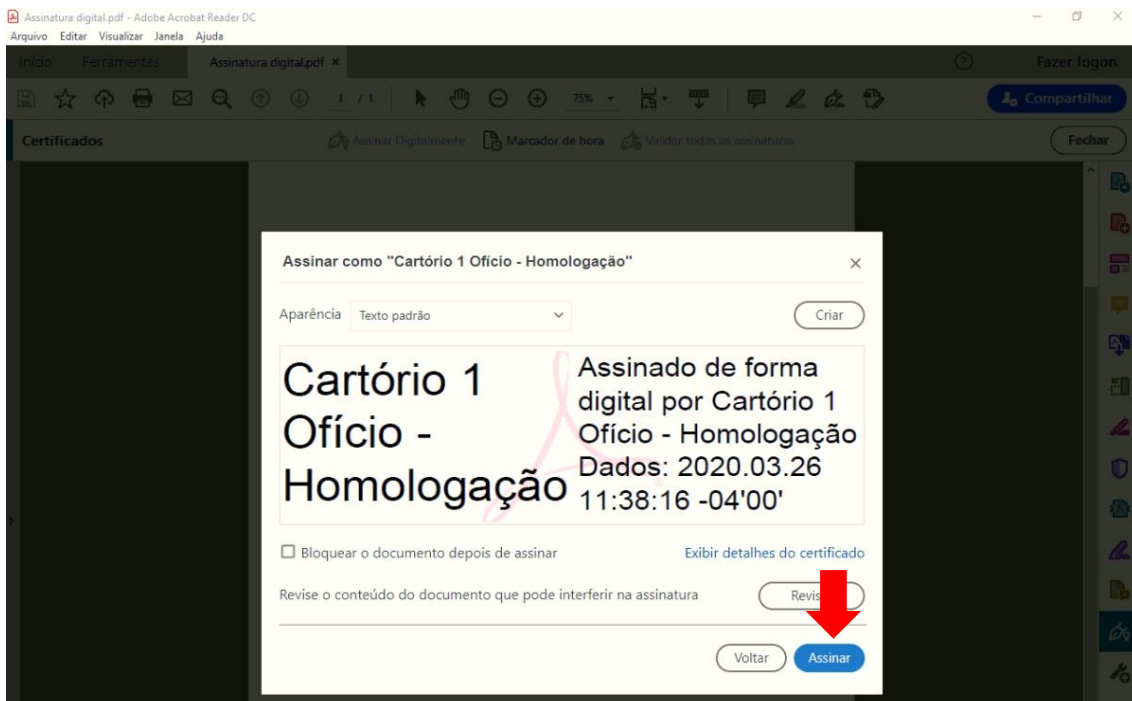 Assinatura digital.pdf - Adobe Acrobat Reader DC
Arquivo Editar Visualizar Janela Ajuda
Início Ferramentas Assinatura digital.pdf × Fazer logon
1 / 1 75% Compartilhar
Certificados Assinar Digitalmente Marcador de hora Validar todas as assinaturas Fechar
Assinar como "Cartório 1 Ofício - Homologação"
Aparência Texto padrão Criar
Cartório 1
Ofício -
Homologação
Assinado de forma
digital por Cartório 1
Ofício - Homologação
Dados: 2020.03.26
11:38:16 -04'00'
Bloquear o documento depois de assinar Exibir detalhes do certificado
Revise o conteúdo do documento que pode interferir na assinatura
Voltar Assinar